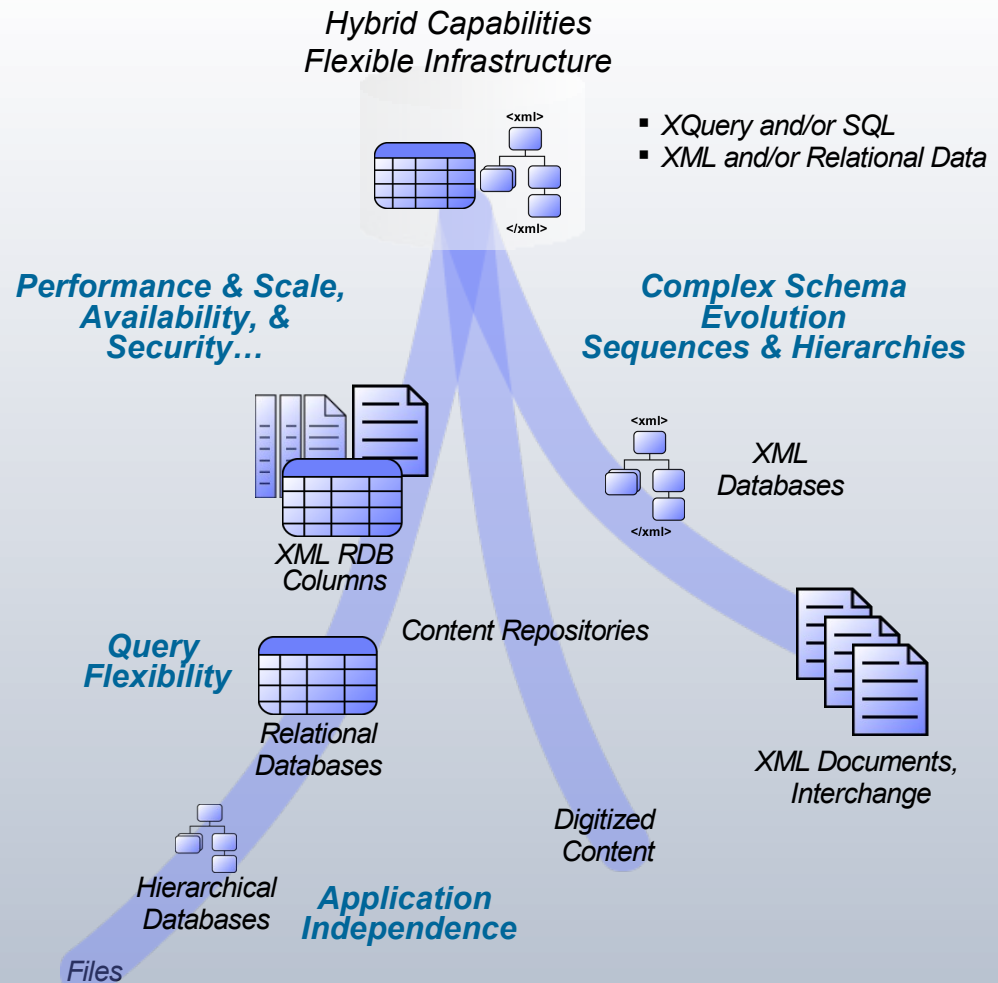 Hybrid Capabilities
Flexible Infrastructure
<xml>
</xml>
▪ XQuery and/or SQL
▪ XML and/or Relational Data
Performance & Scale,
Availability, &
Security…
Complex Schema
Evolution
Sequences & Hierarchies
<xml>
</xml>
XML
Databases
XML RDB
Columns
Content Repositories
Query
Flexibility
Relational
Databases
XML Documents,
Interchange
Digitized
Content
Hierarchical
Databases
Application
Independence
Files